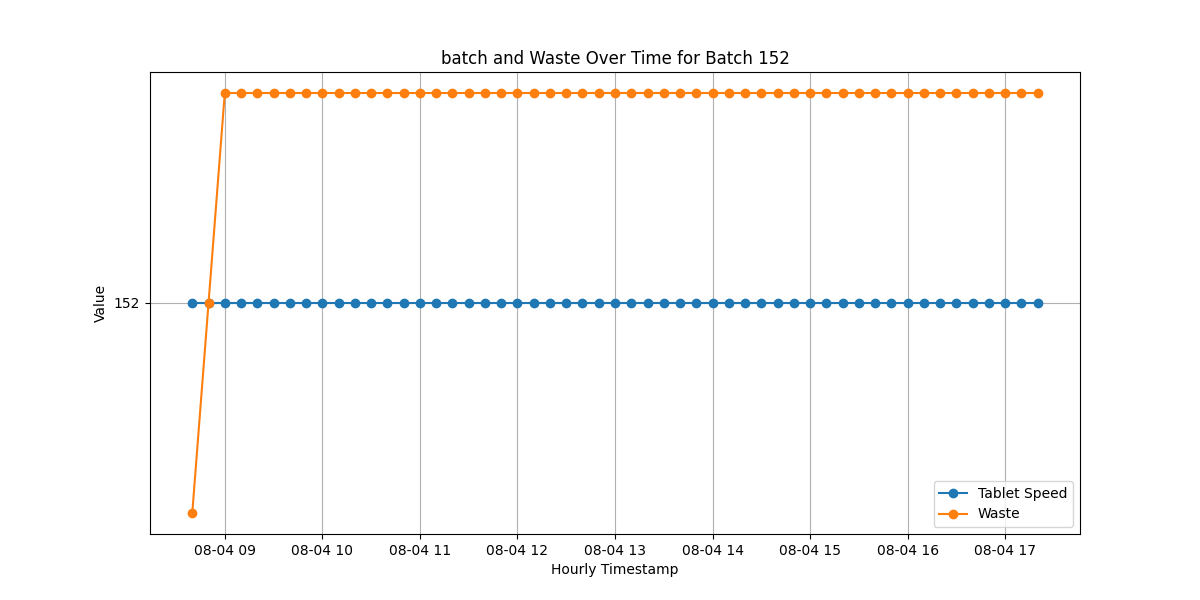 batch and Waste Over Time for Batch 152
Value
152
Tablet Speed
Waste
08-04 09 08-04 10 08-04 11 08-04 12 08-04 13 08-04 14 08-04 15 08-04 16 08-04 17
Hourly Timestamp